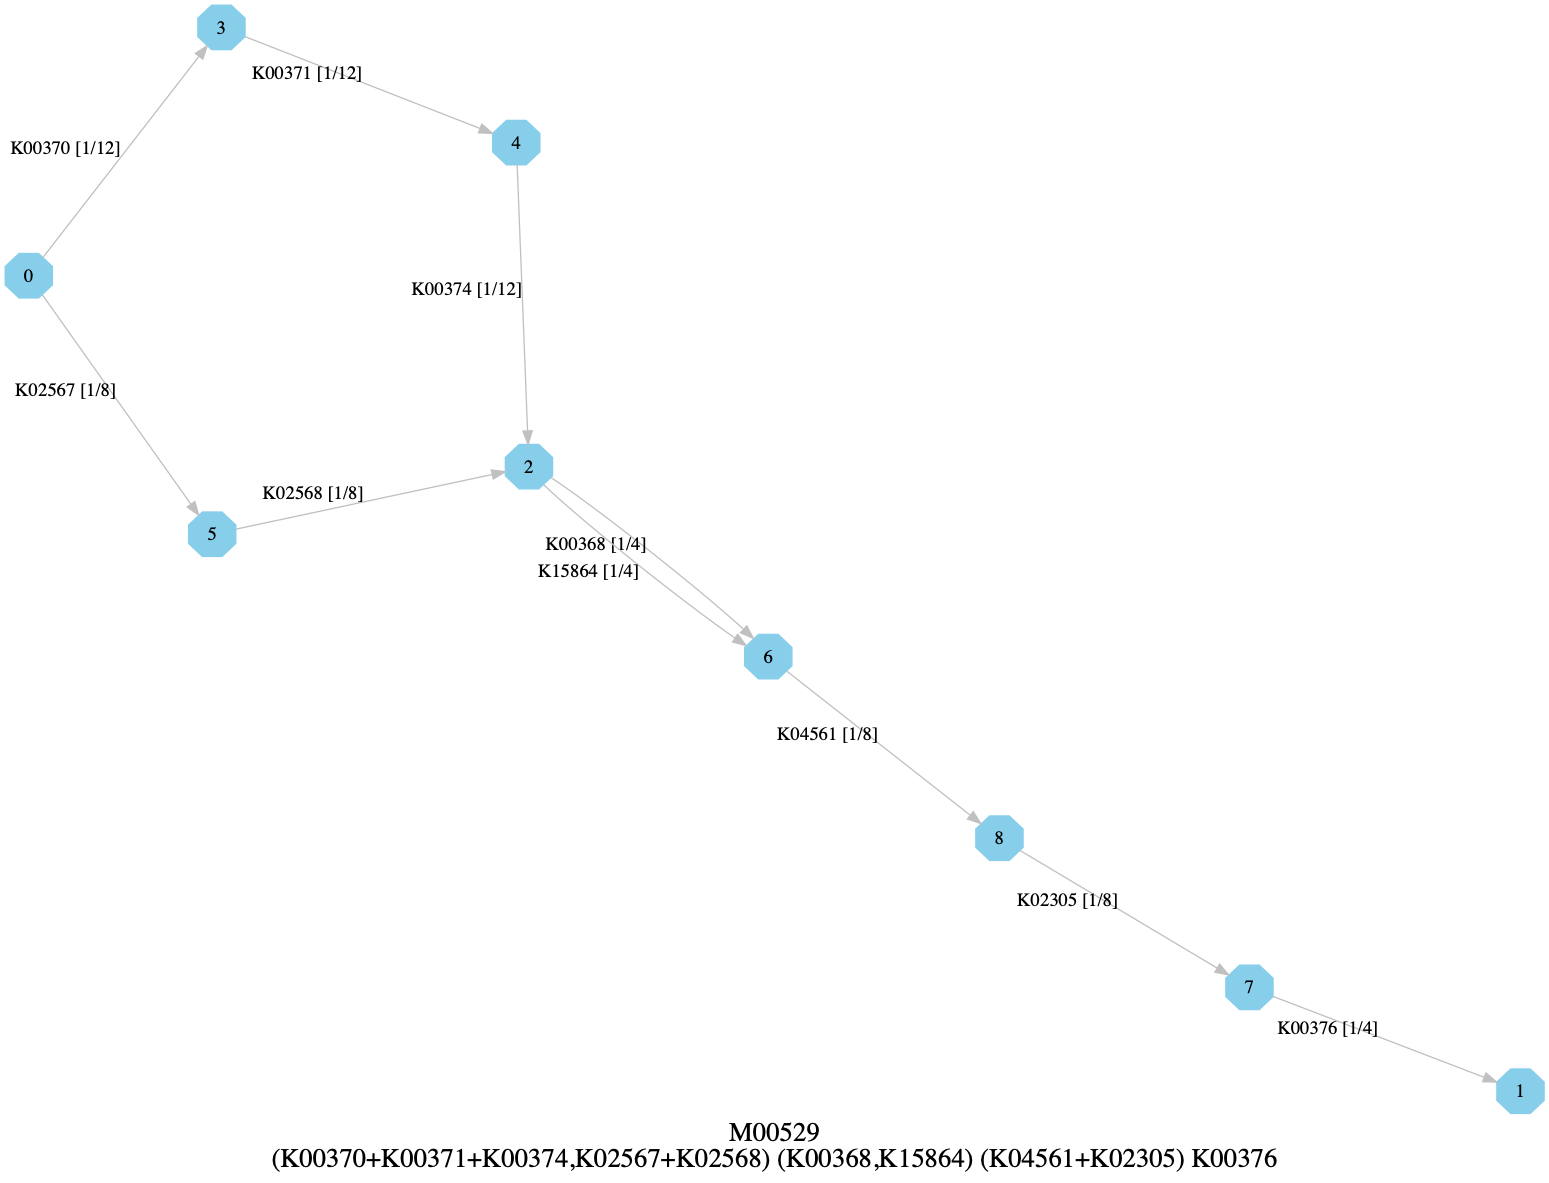 3
K00371 [1/12]
4
K00370 [1/12]
0
K00374 [1/12]
K02567 [1/8]
2
K02568 [1/8]
5
K00368 [1/4]
K15864 [1/4]
6
K04561 [1/8]
8
K02305 [1/8]
7
K00376 [1/4]
1
M00529
(K00370+K00371+K00374,K02567+K02568) (K00368,K15864) (K04561+K02305) K00376